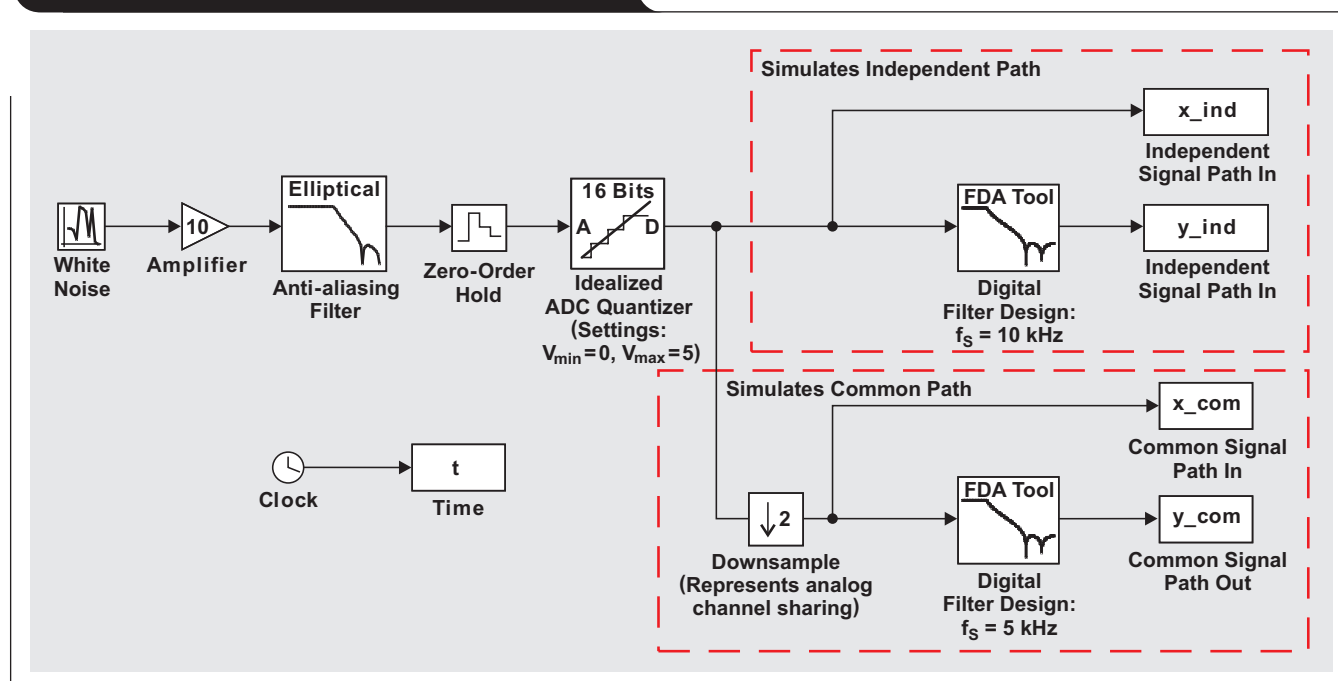 Simulates Independent Path
x_ind
Independent
Signal Path In
Elliptical
16 Bits
A D
FDA Tool
y_ind
10
White
Noise
Amplifier
Anti-aliasing
Filter
Zero-Order
Hold
Idealized
ADC Quantizer
(Settings:
Vmin=0, Vmax=5)
Digital
Filter Design:
fS = 10 kHz
Independent
Signal Path In
Simulates Common Path
x_com
Common Signal
Path In
t
Clock
Time
↓2
FDA Tool
y_com
Downsample
(Represents analog
channel sharing)
Digital
Filter Design:
fS = 5 kHz
Common Signal
Path Out